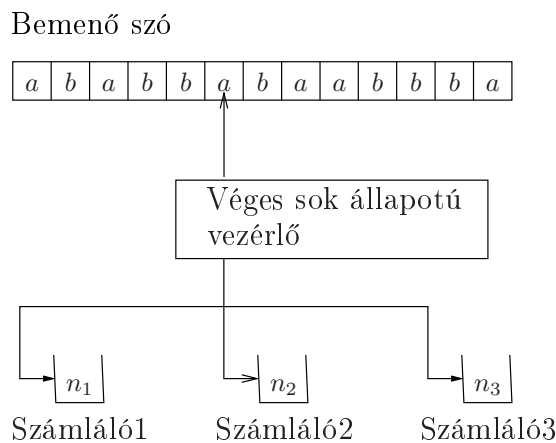 Bemenő szó
a b a b b a b a a b b b a
Véges sok állapotú
vezérlő
n₁ n₂ n₃
Számláló1 Számláló2 Számláló3